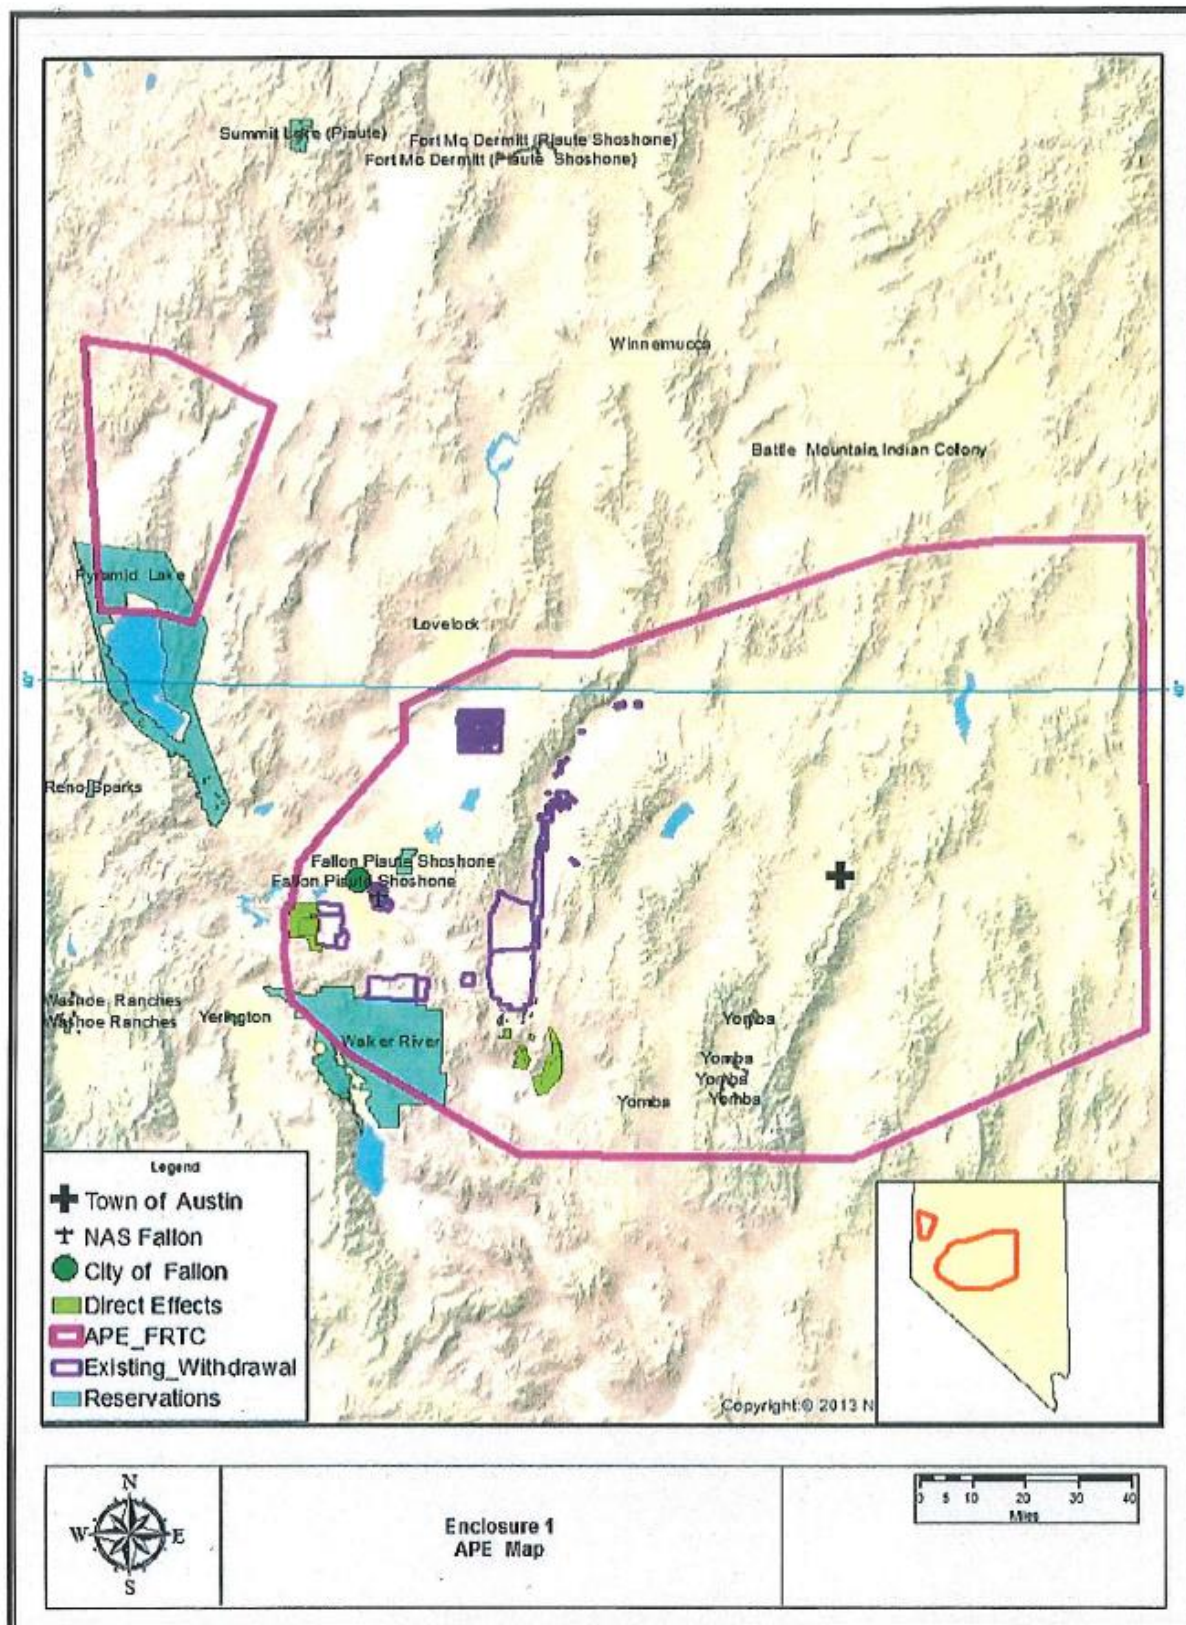 Summit Lake (Piaute)
Fort Mc Dermitt (Piaute Shoshone)
Fort Mc Dermitt (Piaute Shoshone)
Winnemucca
Battle Mountain Indian Colony
Pyramid Lake
Lovelock
40°
40°
Reno-Sparks
Fallon Piaute Shoshone
Fallon Piaute Shoshone
Washoe Ranches
Washoe Ranches
Yerington
Walker River
Yomba
Yomba
Yomba
Yomba
Yomba
Legend
Town of Austin
NAS Fallon
City of Fallon
Direct Effects
APE_FRTC
Existing_Withdrawal
Reservations
Copyright:© 2013 N
N
W E
S
Enclosure 1
APE Map
0 5 10 20 30 40
Miles